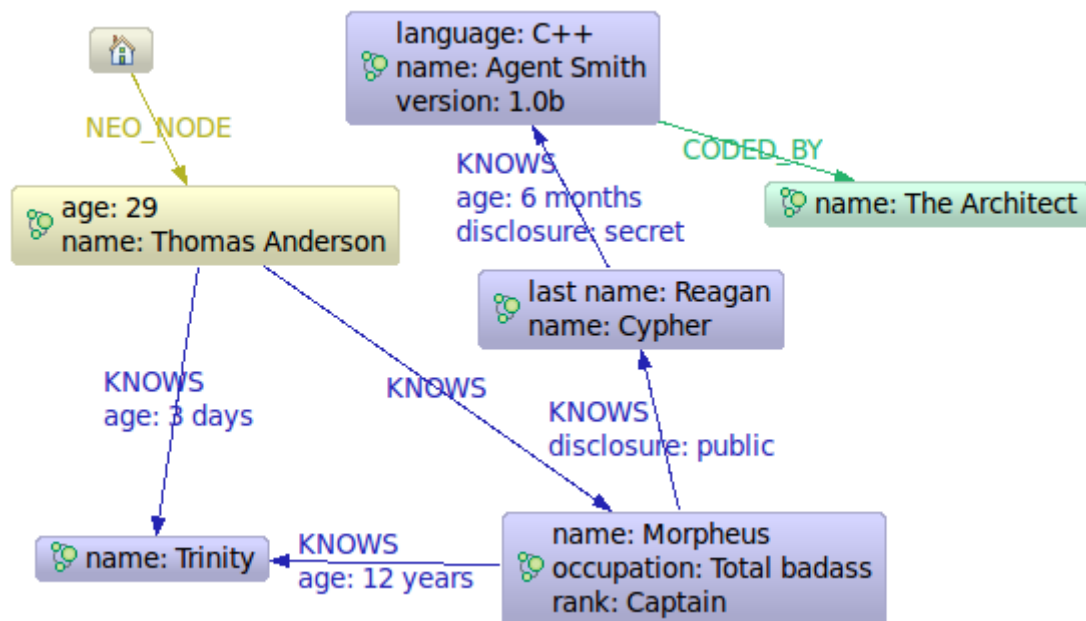 language: C++
name: Agent Smith
version: 1.0b
NEO_NODE
CODED_BY
KNOWS
age: 6 months
disclosure: secret
name: The Architect
age: 29
name: Thomas Anderson
last name: Reagan
name: Cypher
KNOWS
age: 3 days
KNOWS
KNOWS
disclosure: public
name: Trinity
KNOWS
age: 12 years
name: Morpheus
occupation: Total badass
rank: Captain